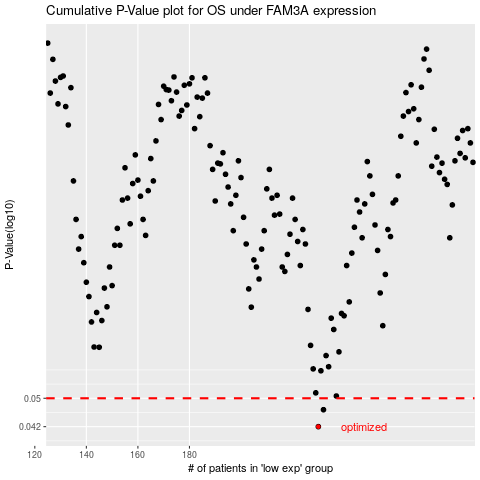 Cumulative P-Value plot for OS under FAM3A expression
P-Value(log10)
0.05
0.042
optimized
120 140 160 180
# of patients in 'low exp' group